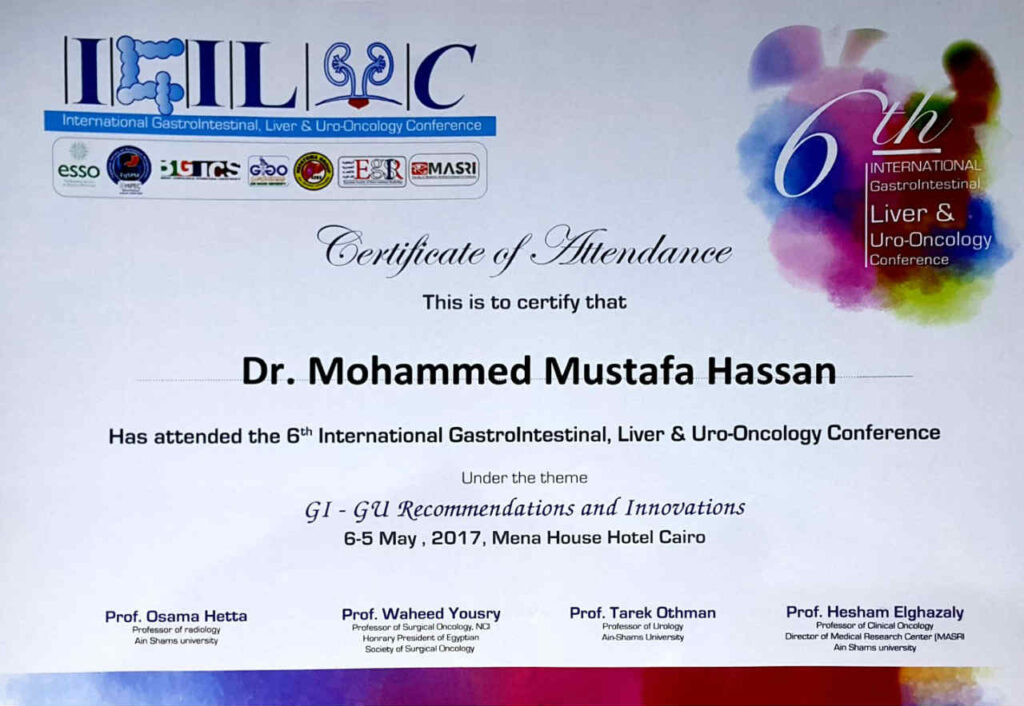 IGILUC
International GastroIntestinal, Liver & Uro-Oncology Conference
esso
BIGTCS
EgR
MASRI
6th
INTERNATIONAL
GastroIntestinal,
Liver &
Uro-Oncology
Conference
Certificate of Attendance
This is to certify that
Dr. Mohammed Mustafa Hassan
Has attended the 6th International GastroIntestinal, Liver & Uro-Oncology Conference
Under the theme
GI - GU Recommendations and Innovations
6-5 May , 2017, Mena House Hotel Cairo
Prof. Osama Hetta
Professor of radiology
Ain Shams university
Prof. Waheed Yousry
Professor of Surgical Oncology, NCI
Honrary President of Egyptian
Society of Surgical Oncology
Prof. Tarek Othman
Professor of Urology
Ain-Shams University
Prof. Hesham Elghazaly
Professor of Clinical Oncology
Director of Medical Research Center (MASRI
Ain Shams university